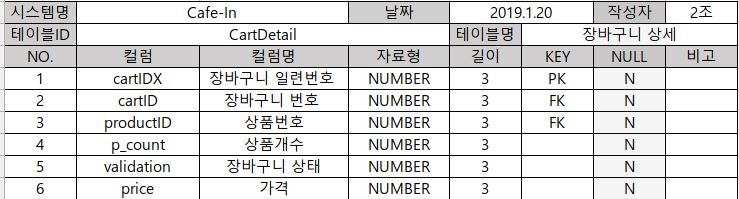 시스템명 Cafe-In 날짜 2019.1.20 작성자 2조
테이블ID CartDetail 테이블명 장바구니 상세
NO. 컬럼 컬럼명 자료형 길이 KEY NULL 비고
1 cartIDX 장바구니 일련번호 NUMBER 3 PK N
2 cartID 장바구니 번호 NUMBER 3 FK N
3 productID 상품번호 NUMBER 3 FK N
4 p_count 상품개수 NUMBER 3 N
5 validation 장바구니 상태 NUMBER 3 N
6 price 가격 NUMBER 3 N